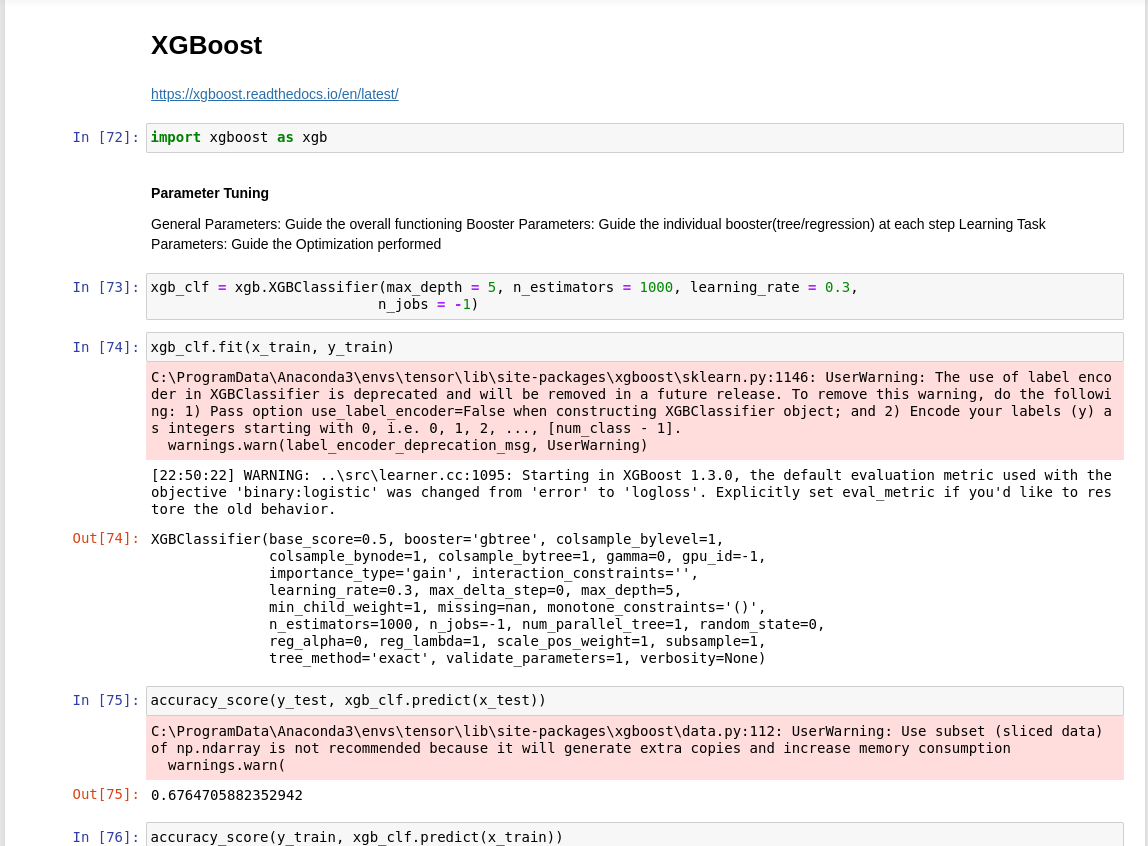 XGBoost
https://xgboost.readthedocs.io/en/latest/
In [72]: import xgboost as xgb
Parameter Tuning
General Parameters: Guide the overall functioning Booster Parameters: Guide the individual booster(tree/regression) at each step Learning Task
Parameters: Guide the Optimization performed
In [73]: xgb_clf = xgb.XGBClassifier(max_depth = 5, n_estimators = 1000, learning_rate = 0.3,
n_jobs = -1)
In [74]: xgb_clf.fit(x_train, y_train)
C:\ProgramData\Anaconda3\envs\tensor\lib\site-packages\xgboost\sklearn.py:1146: UserWarning: The use of label enco
der in XGBClassifier is deprecated and will be removed in a future release. To remove this warning, do the followi
ng: 1) Pass option use_label_encoder=False when constructing XGBClassifier object; and 2) Encode your labels (y) a
s integers starting with 0, i.e. 0, 1, 2, ..., [num_class - 1].
warnings.warn(label_encoder_deprecation_msg, UserWarning)
[22:50:22] WARNING: ..\src\learner.cc:1095: Starting in XGBoost 1.3.0, the default evaluation metric used with the
objective 'binary:logistic' was changed from 'error' to 'logloss'. Explicitly set eval_metric if you'd like to res
tore the old behavior.
Out[74]: XGBClassifier(base_score=0.5, booster='gbtree', colsample_bylevel=1,
colsample_bynode=1, colsample_bytree=1, gamma=0, gpu_id=-1,
importance_type='gain', interaction_constraints='',
learning_rate=0.3, max_delta_step=0, max_depth=5,
min_child_weight=1, missing=nan, monotone_constraints='()',
n_estimators=1000, n_jobs=-1, num_parallel_tree=1, random_state=0,
reg_alpha=0, reg_lambda=1, scale_pos_weight=1, subsample=1,
tree_method='exact', validate_parameters=1, verbosity=None)
In [75]: accuracy_score(y_test, xgb_clf.predict(x_test))
C:\ProgramData\Anaconda3\envs\tensor\lib\site-packages\xgboost\data.py:112: UserWarning: Use subset (sliced data)
of np.ndarray is not recommended because it will generate extra copies and increase memory consumption
warnings.warn(
Out[75]: 0.6764705882352942
In [76]: accuracy_score(y_train, xgb_clf.predict(x_train))